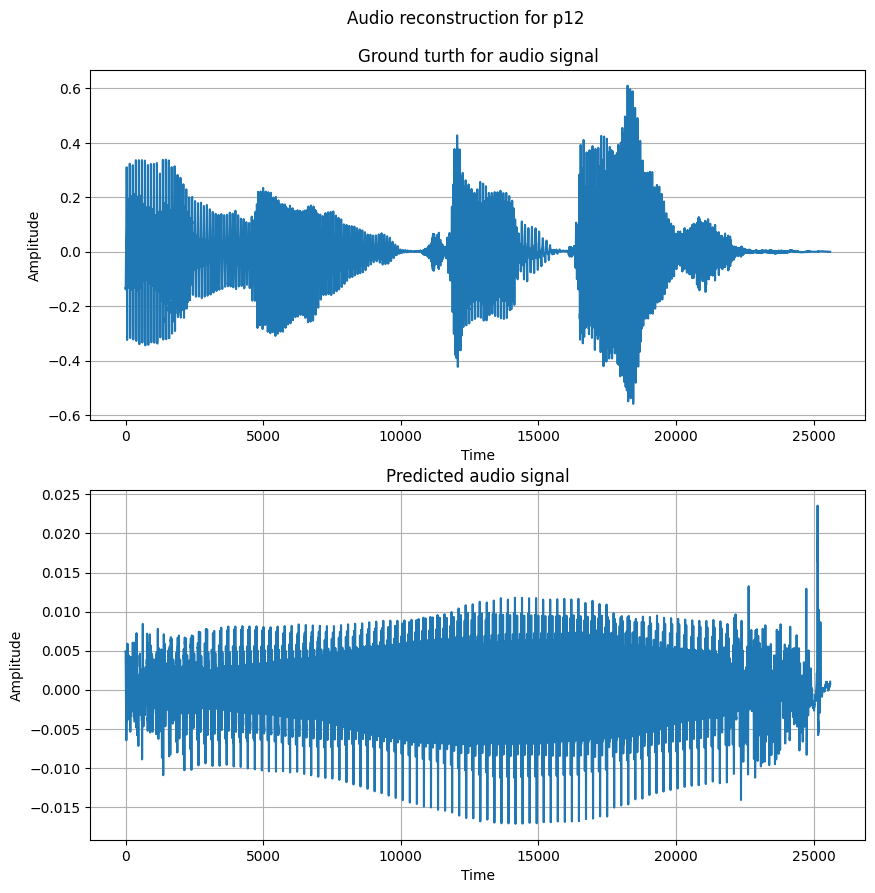 Audio reconstruction for p12
Ground turth for audio signal
0.6
0.4
0.2
0.0
−0.2
−0.4
−0.6
Amplitude
0 5000 10000 15000 20000 25000
Time
Predicted audio signal
0.025
0.020
0.015
0.010
0.005
0.000
−0.005
−0.010
−0.015
Amplitude
0 5000 10000 15000 20000 25000
Time